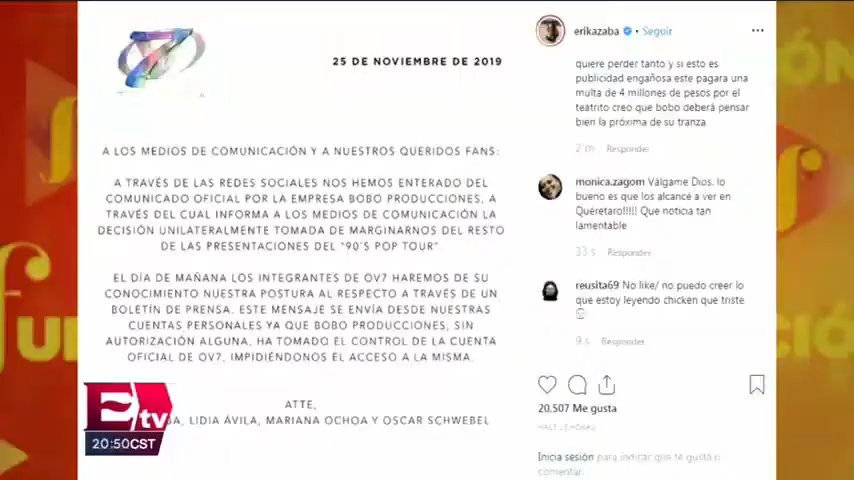 25 DE NOVIEMBRE DE 2019
A LOS MEDIOS DE COMUNICACIÓN Y A NUESTROS QUERIDOS FANS:
A TRAVÉS DE LAS REDES SOCIALES NOS HEMOS ENTERADO DEL
COMUNICADO OFICIAL POR LA EMPRESA BOBO PRODUCCIONES, A
TRAVÉS DEL CUAL INFORMA A LOS MEDIOS DE COMUNICACIÓN LA
DECISIÓN UNILATERALMENTE TOMADA DE MARGINARNOS DEL RESTO
DE LAS PRESENTACIONES DEL "90´S POP TOUR".
EL DÍA DE MAÑANA LOS INTEGRANTES DE OV7 HAREMOS DE SU
CONOCIMIENTO NUESTRA POSTURA AL RESPECTO A TRAVÉS DE UN
BOLETÍN DE PRENSA. ESTE MENSAJE SE ENVÍA DESDE NUESTRAS
CUENTAS PERSONALES YA QUE BOBO PRODUCCIONES, SIN
AUTORIZACIÓN ALGUNA, HA TOMADO EL CONTROL DE LA CUENTA
OFICIAL DE OV7, IMPIDIÉNDONOS EL ACCESO A LA MISMA.
ATTE,
BA, LIDIA ÁVILA, MARIANA OCHOA Y OSCAR SCHWEBEL
erikazaba • Seguir
quiere perder tanto y si esto es
publicidad engañosa este pagara una
multa de 4 millones de pesos por el
teatrito creo que bobo deberá pensar
bien la próxima de su tranza.
2 m Responder
monica.zagom Válgame Dios. lo
bueno es que los alcancé a ver en
Querétaro!!!!! Que noticia tan
lamentable
33 s Responder
reusita69 No like/ no puedo creer lo
que estoy leyendo chicken que triste
9 s Responder
20.507 Me gusta
HACE 15 HORAS
Inicia sesión para indicar que te gusta o
comentar.
tv
20:50CST
FUN
IÓN
CIÓ